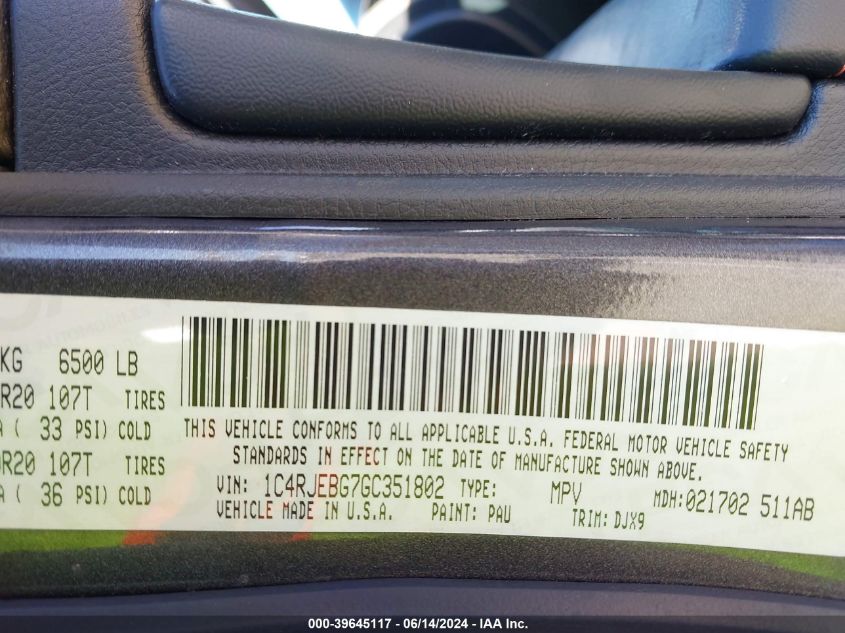 KG 6500 LB
R20 107T TIRES
A ( 33 PSI) COLD
R20 107T TIRES
A ( 36 PSI) COLD
THIS VEHICLE CONFORMS TO ALL APPLICABLE U.S.A. FEDERAL MOTOR VEHICLE SAFETY
STANDARDS IN EFFECT ON THE DATE OF MANUFACTURE SHOWN ABOVE.
VIN: 1C4RJEBG7GC351802 TYPE: MPV MDH:021702 511AB
VEHICLE MADE IN U.S.A. PAINT: PAU TRIM: DJX9
000-39645117 - 06/14/2024 - IAA Inc.